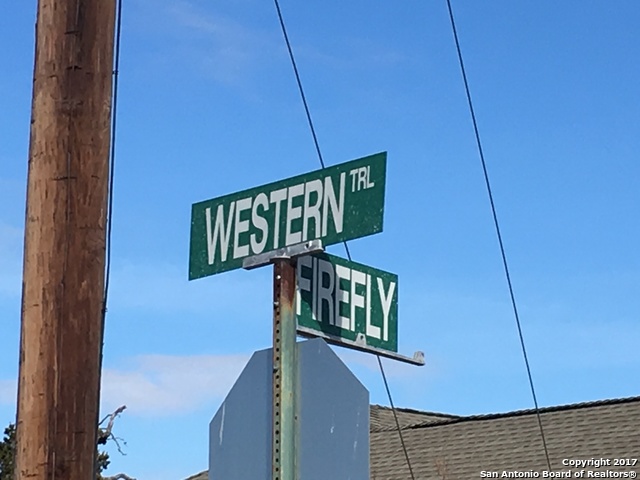 WESTERN TRL
FIREFLY
Copyright © 2017
San Antonio Board of Realtors®